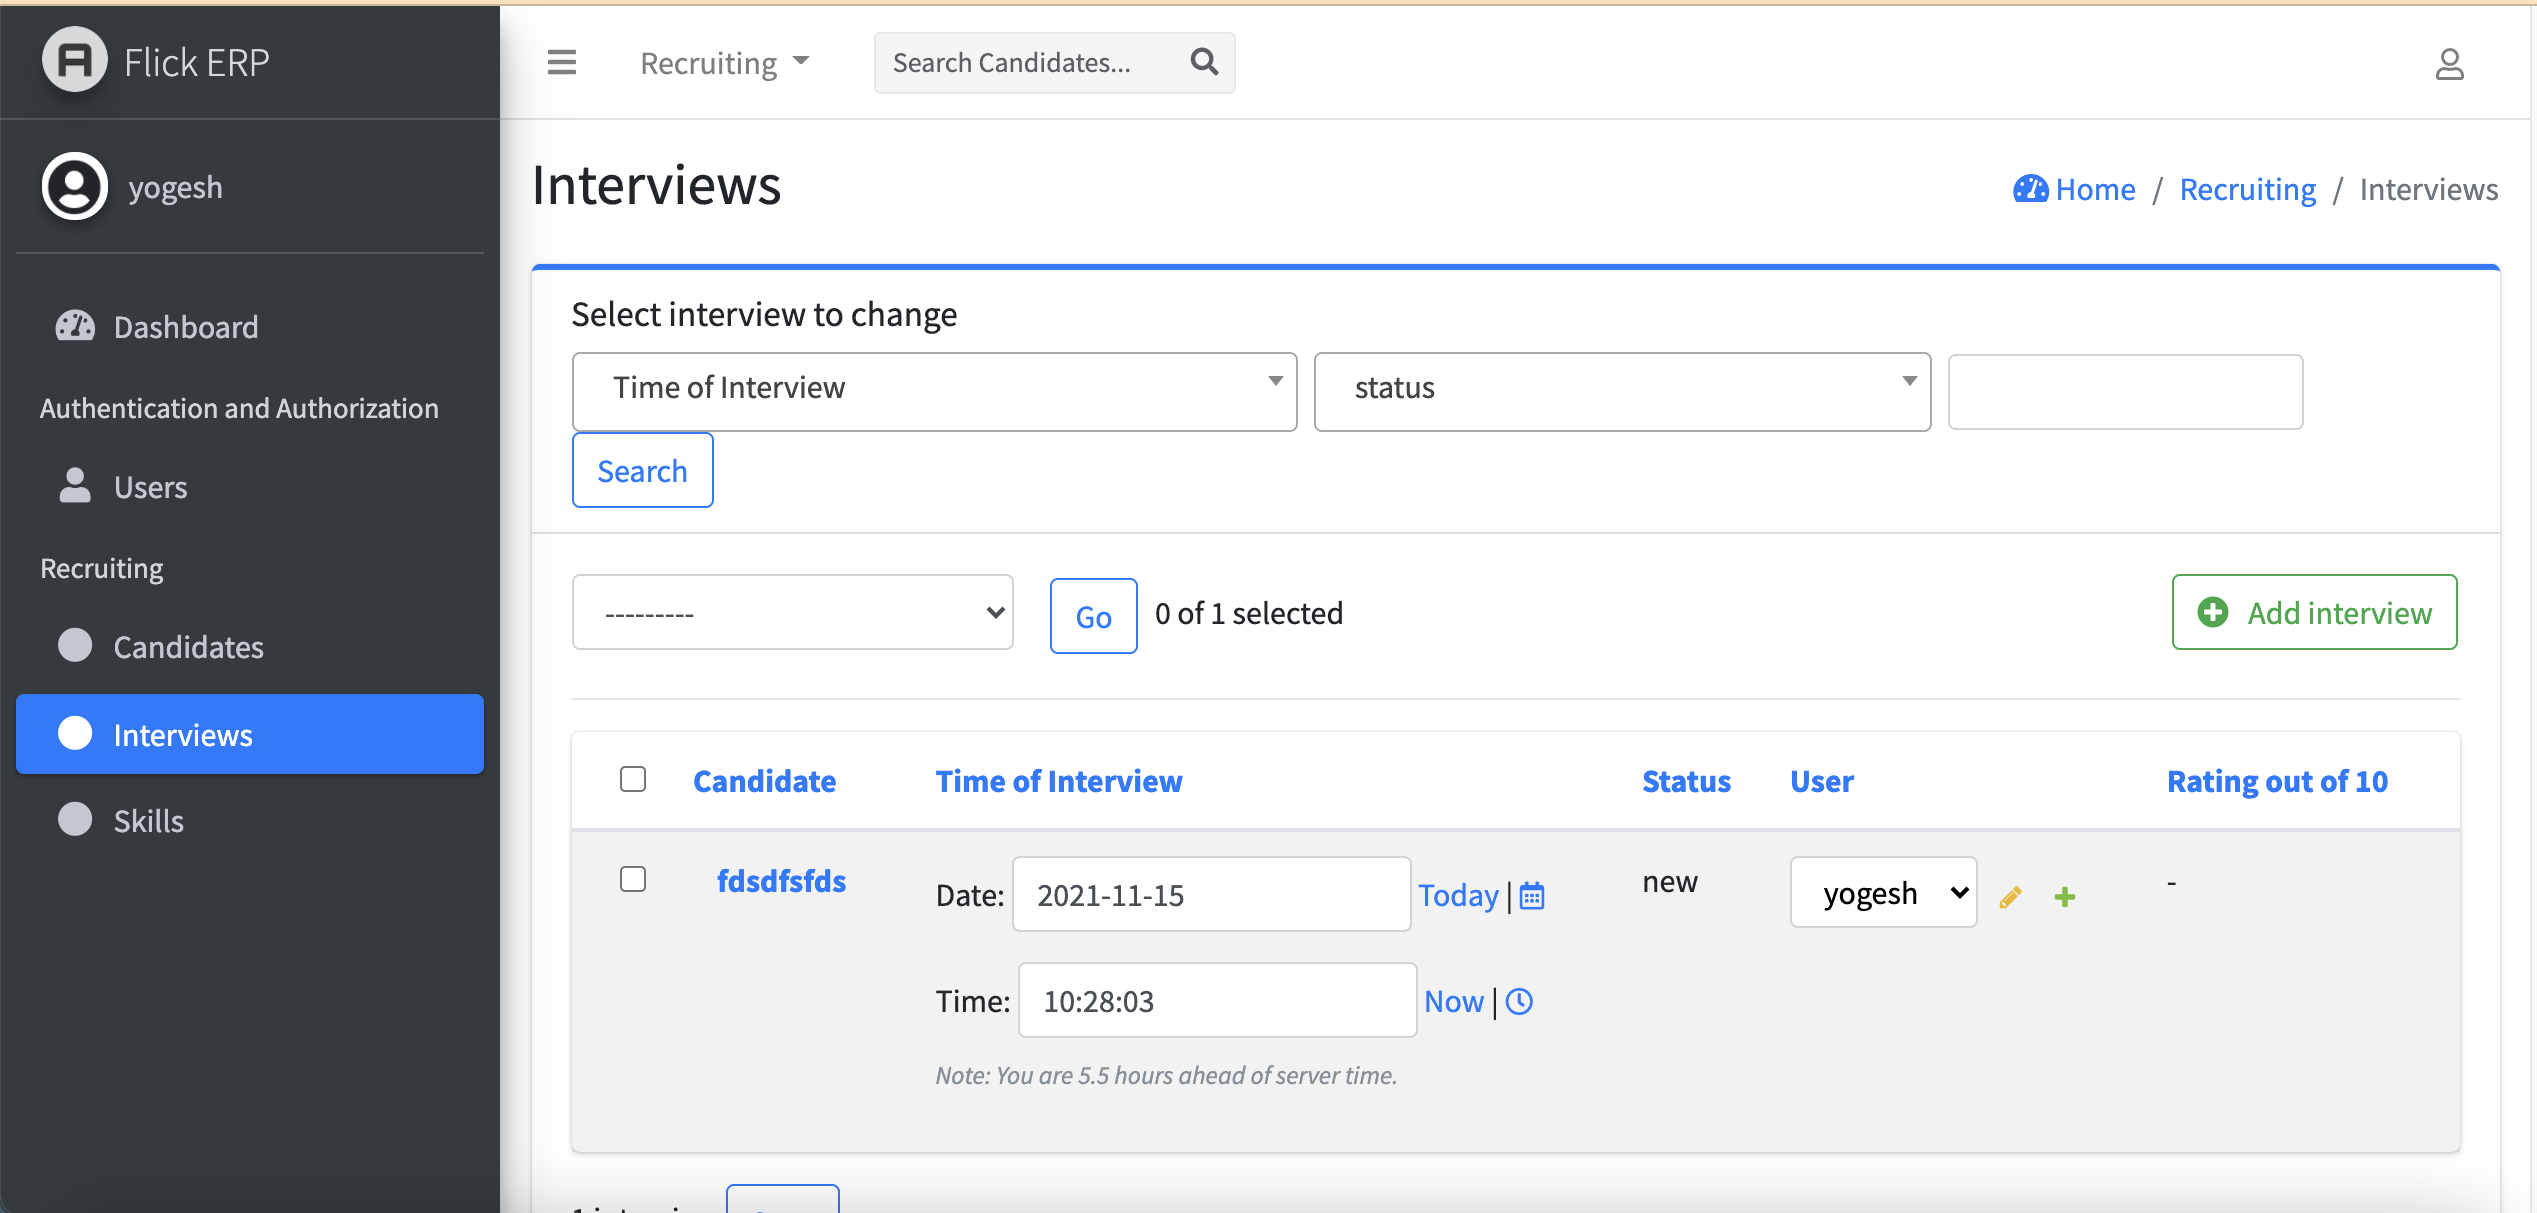 Flick ERP
Recruiting
Search Candidates...
yogesh
Interviews
Home / Recruiting / Interviews
Dashboard
Authentication and Authorization
Users
Recruiting
Candidates
Interviews
Skills
Select interview to change
Time of Interview
status
Search
---------
Go
0 of 1 selected
Add interview
Candidate Time of Interview Status User Rating out of 10
fdsdfsfds
Date: 2021-11-15 Today |
new
yogesh
-
Time: 10:28:03 Now |
Note: You are 5.5 hours ahead of server time.